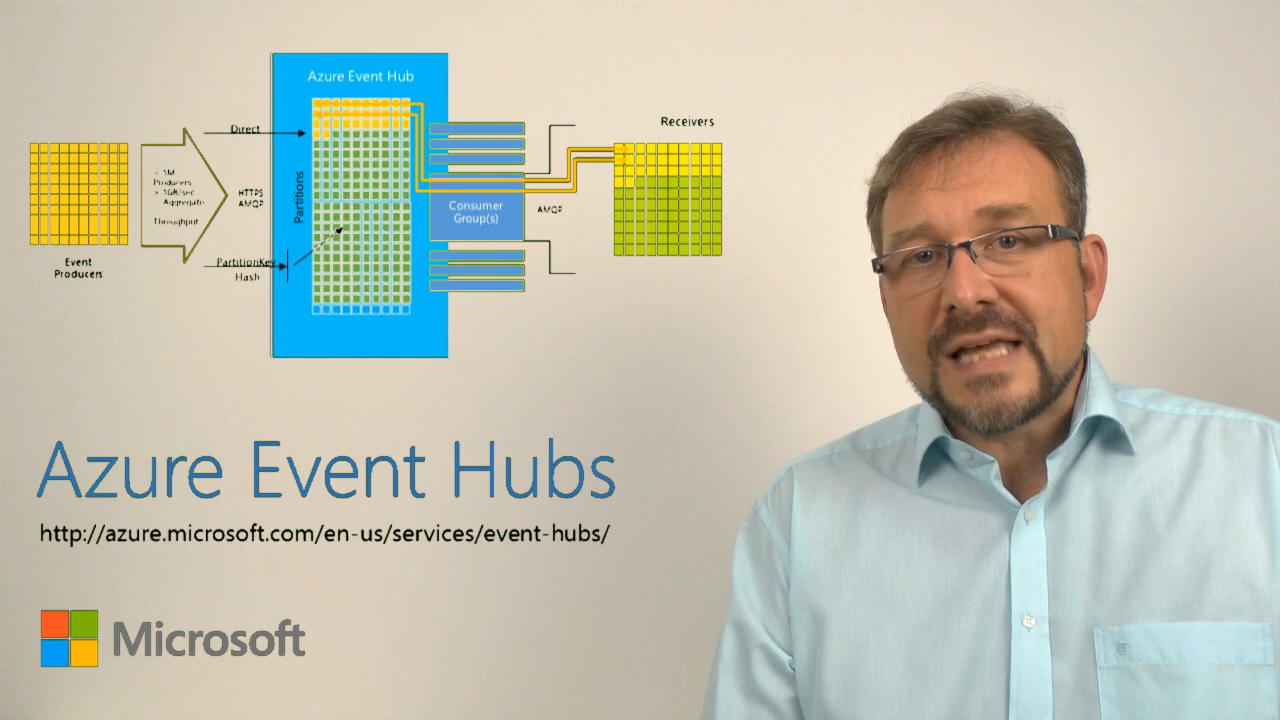 Azure Event Hub
Direct
> 1M
Producers
> 1GB/sec
Aggregate
Throughput
HTTPS
AMQP
Partitions
PartitionKey
Hash
Event
Producers
Consumer
Group(s)
AMQP
Receivers
Azure Event Hubs
http://azure.microsoft.com/en-us/services/event-hubs/
Microsoft